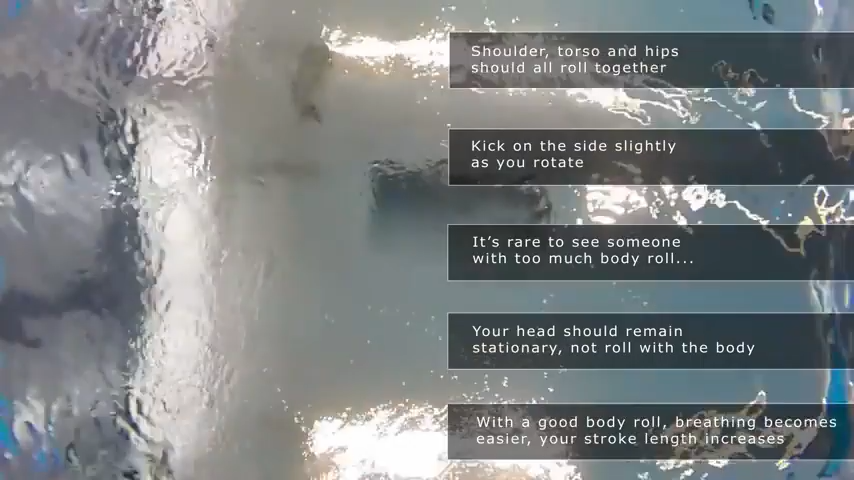 Shoulder, torso and hips
should all roll together
Kick on the side slightly
as you rotate
It’s rare to see someone
with too much body roll...
Your head should remain
stationary, not roll with the body
With a good body roll, breathing becomes
easier, your stroke length increases